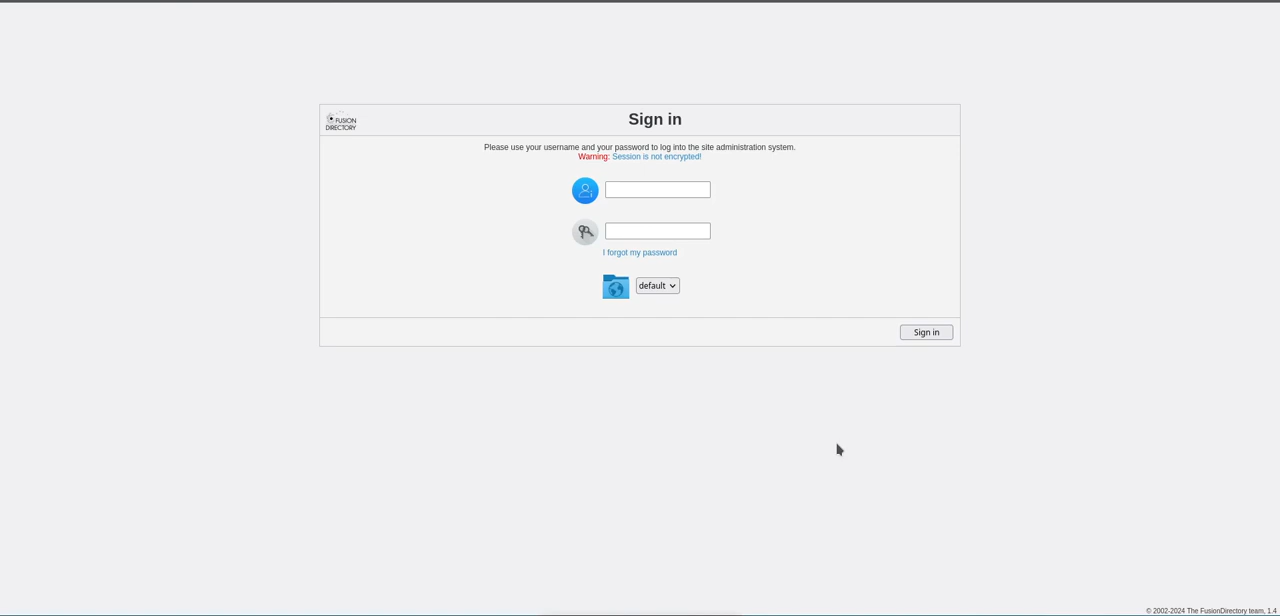 FUSION
DIRECTORY
Sign in
Please use your username and your password to log into the site administration system.
Warning: Session is not encrypted!
I forgot my password
default
Sign in
© 2002-2024 The FusionDirectory team, 1.4